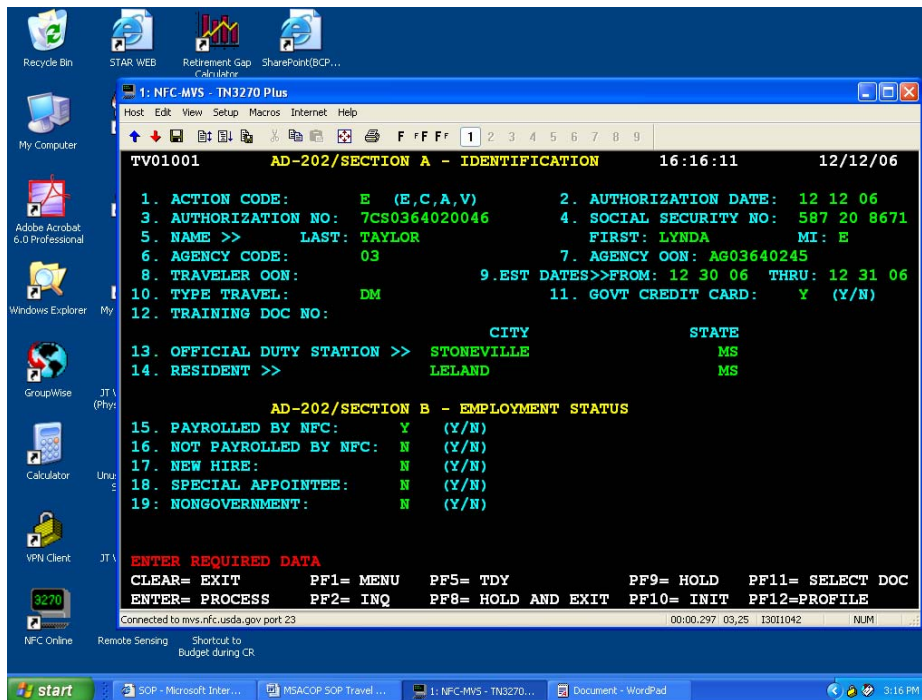 Recycle Bin
STAR WEB
Retirement Gap Calculator
SharePoint(BCP...
My Computer
Adobe Acrobat 6.0 Professional
Windows Explorer
My
GroupWise
JT
(Phys
Calculator
Unu
S
VPN Client
JT
3270
NFC Online
Remote Sensing
Shortcut to Budget during CR
1: NFC-MVS - TN3270 Plus
Host Edit View Setup Macros Internet Help
1 2 3 4 5 6 7 8 9
TV01001 AD-202/SECTION A - IDENTIFICATION 16:16:11 12/12/06
1. ACTION CODE: E (E,C,A,V) 2. AUTHORIZATION DATE: 12 12 06
3. AUTHORIZATION NO: 7CS0364020046 4. SOCIAL SECURITY NO: 587 20 8671
5. NAME >> LAST: TAYLOR FIRST: LYNDA MI: E
6. AGENCY CODE: 03 7. AGENCY OON: AG03640245
8. TRAVELER OON: 9.EST DATES>>FROM: 12 30 06 THRU: 12 31 06
10. TYPE TRAVEL: DM 11. GOVT CREDIT CARD: Y (Y/N)
12. TRAINING DOC NO:
CITY STATE
13. OFFICIAL DUTY STATION >> STONEVILLE MS
14. RESIDENT >> LELAND MS
AD-202/SECTION B - EMPLOYMENT STATUS
15. PAYROLLED BY NFC: Y (Y/N)
16. NOT PAYROLLED BY NFC: N (Y/N)
17. NEW HIRE: N (Y/N)
18. SPECIAL APPOINTEE: N (Y/N)
19: NONGOVERNMENT: N (Y/N)
ENTER REQUIRED DATA
CLEAR= EXIT PF1= MENU PF5= TDY PF9= HOLD PF11= SELECT DOC
ENTER= PROCESS PF2= INQ PF8= HOLD AND EXIT PF10= INIT PF12=PROFILE
Connected to mvs.nfc.usda.gov port 23 00:00.297 03,25 I30I1042 NUM
start
SOP - Microsoft Inter...
MSACOP SOP Travel ...
1: NFC-MVS - TN3270...
Document - WordPad
3:16 PM